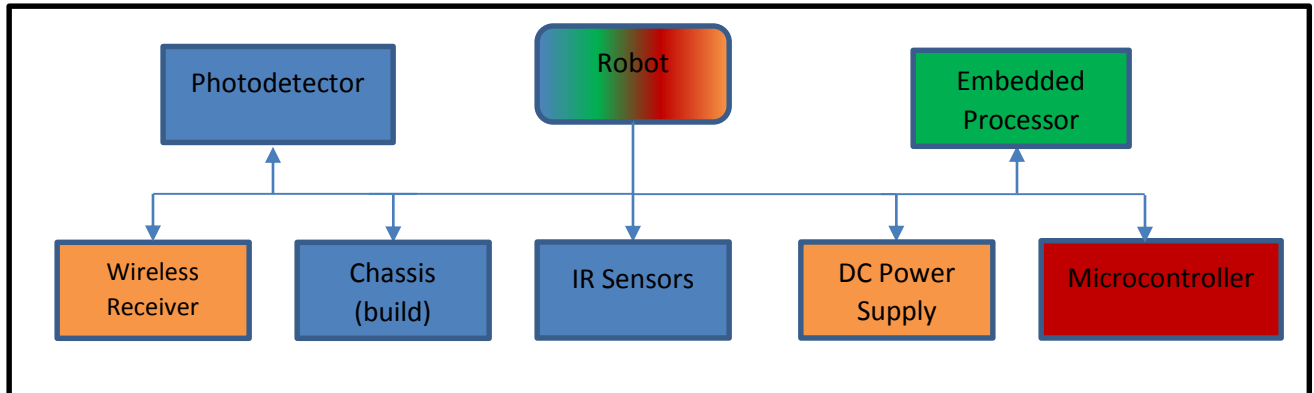 Robot
Photodetector
Embedded
Processor
Wireless
Receiver
Chassis
(build)
IR Sensors
DC Power
Supply
Microcontroller